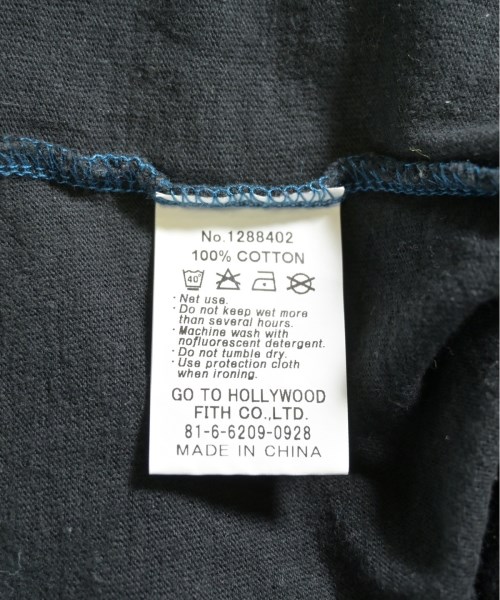 No.1288402
100% COTTON
40
· Net use.
· Do not keep wet more
than several hours.
· Machine wash with
nofluorescent detergent.
· Do not tumble dry.
· Use protection cloth
when ironing.
GO TO HOLLYWOOD
FITH CO.,LTD.
81-6-6209-0928
MADE IN CHINA